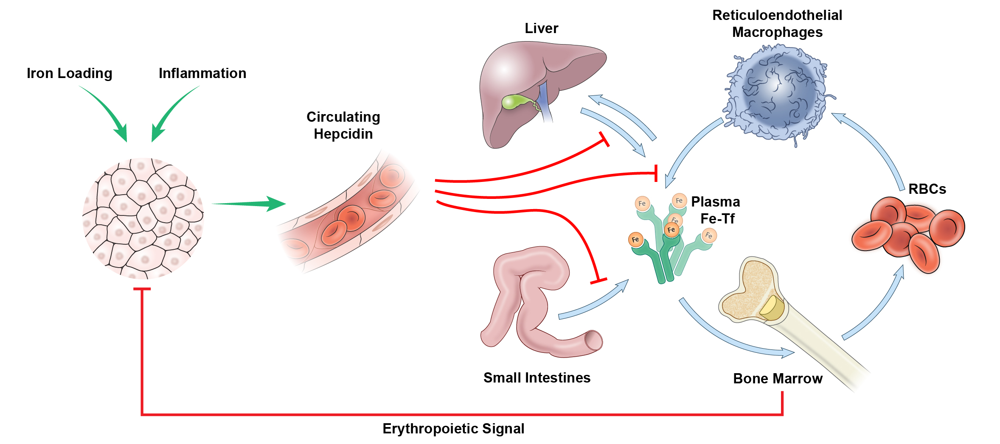 Liver
Reticuloendothelial
Macrophages
Iron Loading
Inflammation
Circulating
Hepcidin
RBCs
Plasma
Fe-Tf
Fe
Fe
Fe
Fe
Fe
Fe
Small Intestines
Bone Marrow
Erythropoietic Signal